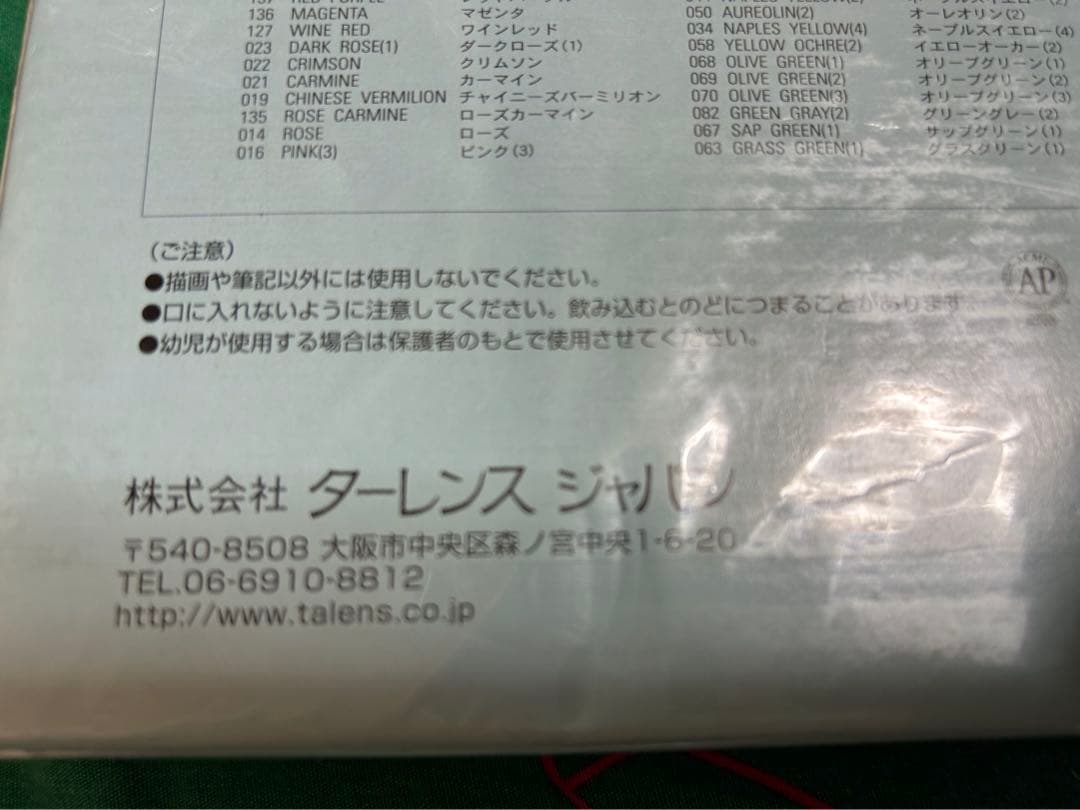 136 MAGENTA マゼンタ
127 WINE RED ワインレッド
023 DARK ROSE(1) ダークローズ(1)
022 CRIMSON クリムソン
021 CARMINE カーマイン
019 CHINESE VERMILION チャイニーズバーミリオン
135 ROSE CARMINE ローズカーマイン
014 ROSE ローズ
016 PINK(3) ピンク(3)
050 AUREOLIN(2) オーレオリン(2)
034 NAPLES YELLOW(4) ネープルスイエロー(4)
058 YELLOW OCHRE(2) イエローオーカー(2)
068 OLIVE GREEN(1) オリーブグリーン(1)
069 OLIVE GREEN(2) オリーブグリーン(2)
070 OLIVE GREEN(3) オリーブグリーン(3)
082 GREEN GRAY(2) グリーングレー(2)
067 SAP GREEN(1) サップグリーン(1)
063 GRASS GREEN(1) グラスグリーン(1)
(ご注意)
●描画や筆記以外には使用しないでください。
●口に入れないように注意してください。飲み込むとのどにつまることがあります
●幼児が使用する場合は保護者のもとで使用させてください。
AP
株式会社 ターレンス ジャパン
〒540-8508 大阪市中央区森ノ宮中央1-6-20
TEL.06-6910-8812
http://www.talens.co.jp